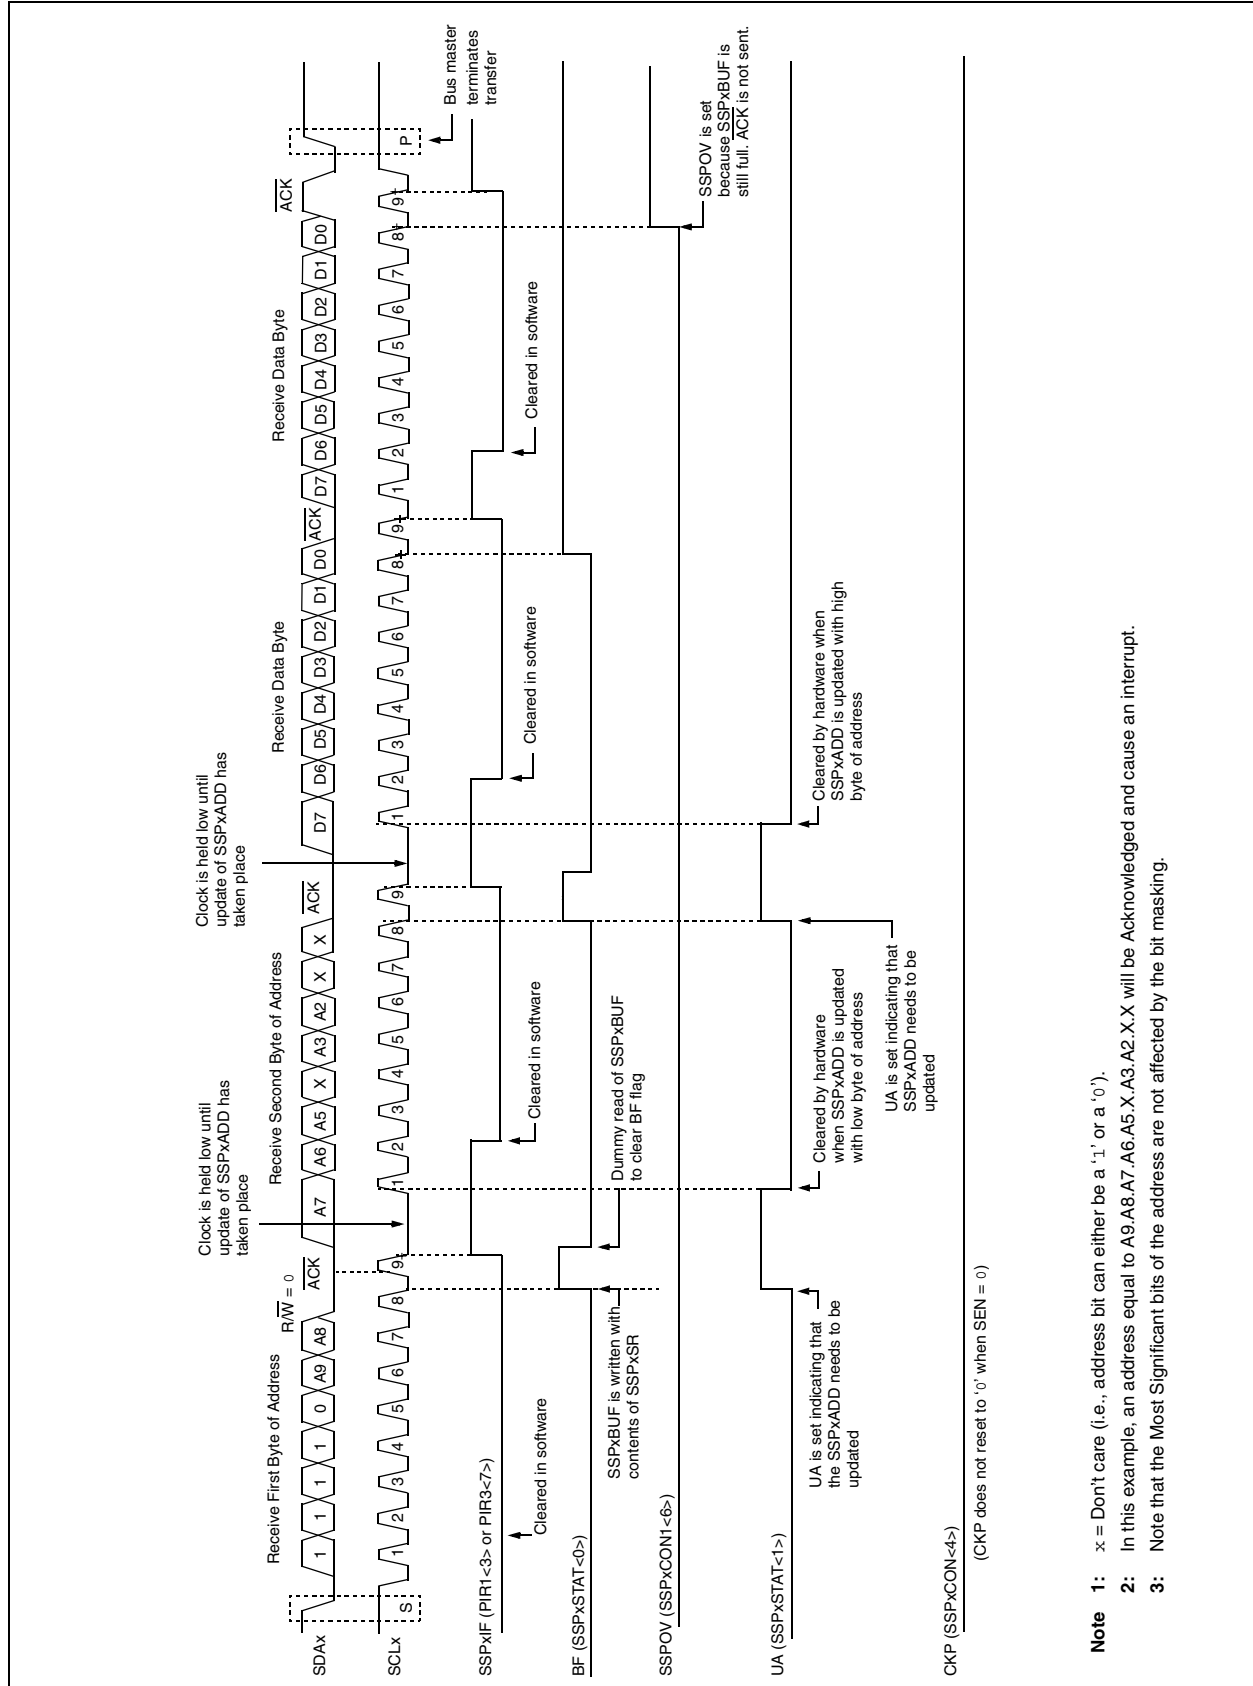 Receive First Byte of Address
R/W = 0
ACK
Clock is held low until
update of SSPxADD has
taken place
Receive Second Byte of Address
ACK
Clock is held low until
update of SSPxADD has
taken place
Receive Data Byte
ACK
Receive Data Byte
ACK
SDAx
1 1 1 1 0 A9 A8 A7 A6 A5 X A3 A2 X X D7 D6 D5 D4 D3 D2 D1 D0 D7 D6 D5 D4 D3 D2 D1 D0
SCLx
S 1 2 3 4 5 6 7 8 9 1 2 3 4 5 6 7 8 9 1 2 3 4 5 6 7 8 9 1 2 3 4 5 6 7 8 9 P
Bus master
terminates
transfer
SSPxIF (PIR1<3> or PIR3<7>)
Cleared in software
Cleared in software
Cleared in software
Cleared in software
BF (SSPxSTAT<0>)
SSPxBUF is written with
contents of SSPxSR
Dummy read of SSPxBUF
to clear BF flag
SSPOV (SSPxCON1<6>)
SSPOV is set
because SSPxBUF is
still full. ACK is not sent.
UA (SSPxSTAT<1>)
UA is set indicating that
the SSPxADD needs to be
updated
Cleared by hardware
when SSPxADD is updated
with low byte of address
UA is set indicating that
SSPxADD needs to be
updated
Cleared by hardware when
SSPxADD is updated with high
byte of address
CKP (SSPxCON<4>)
(CKP does not reset to ‘0’ when SEN = 0)
Note 1: x = Don’t care (i.e., address bit can either be a ‘1’ or a ‘0’).
2: In this example, an address equal to A9.A8.A7.A6.A5.X.A3.A2.X.X will be Acknowledged and cause an interrupt.
3: Note that the Most Significant bits of the address are not affected by the bit masking.